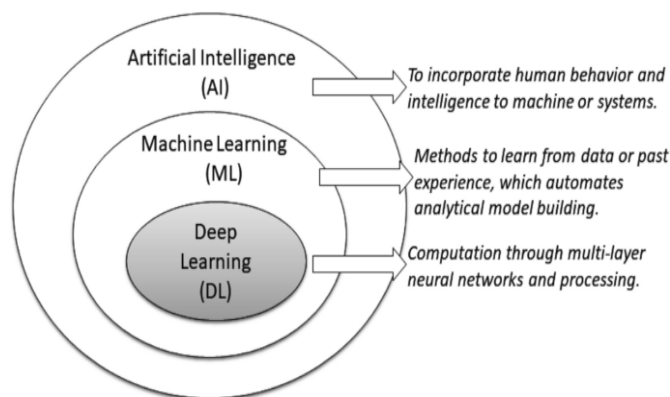 Artificial Intelligence
(AI)
To incorporate human behavior and
intelligence to machine or systems.
Machine Learning
(ML)
Methods to learn from data or past
experience, which automates
analytical model building.
Deep
Learning
(DL)
Computation through multi-layer
neural networks and processing.